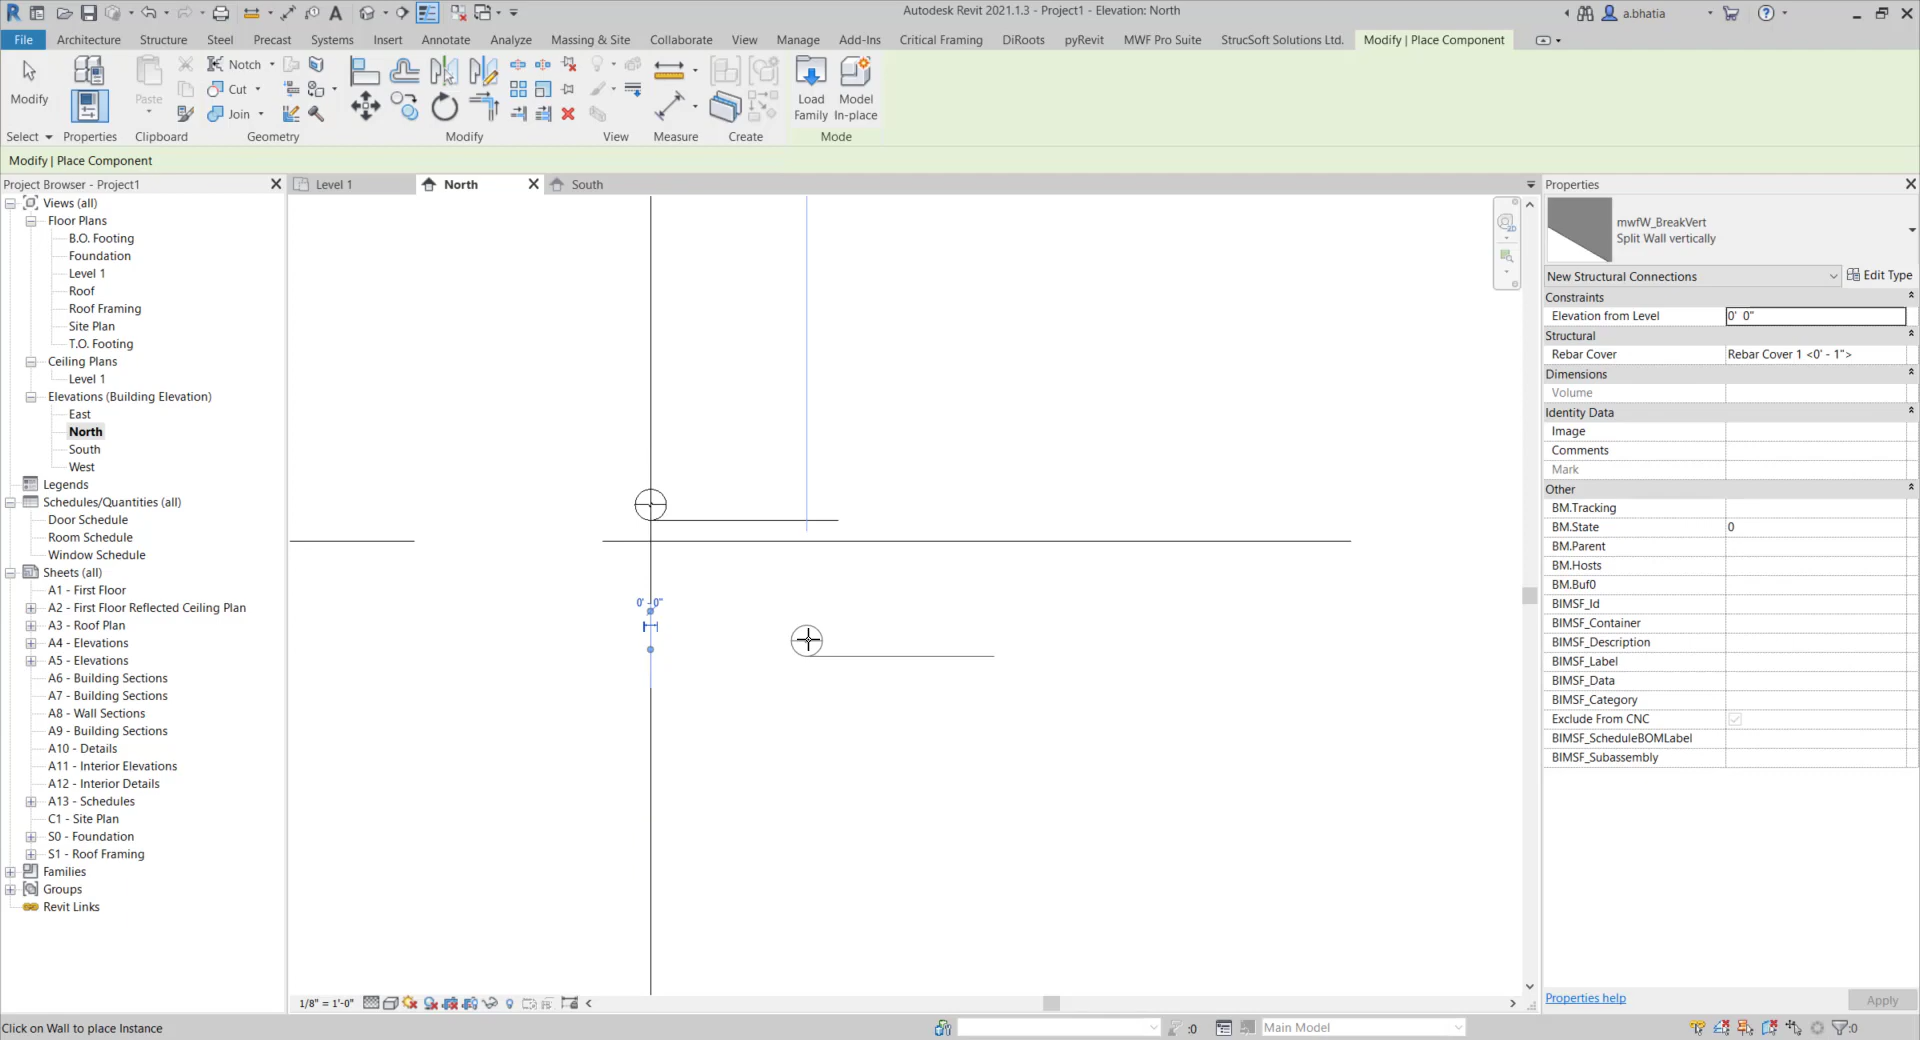 Autodesk Revit 2021.1.3 - Project1 - Elevation: North
a.bhatia
File Architecture Structure Steel Precast Systems Insert Annotate Analyze Massing & Site Collaborate View Manage Add-Ins Critical Framing DiRoots pyRevit MWF Pro Suite StrucSoft Solutions Ltd. Modify | Place Component
Modify
Paste
Notch
Cut
Join
Load Family
Model In-place
Select Properties Clipboard Geometry Modify View Measure Create Mode
Modify | Place Component
Project Browser - Project1
Views (all)
Floor Plans
B.O. Footing
Foundation
Level 1
Roof
Roof Framing
Site Plan
T.O. Footing
Ceiling Plans
Level 1
Elevations (Building Elevation)
East
North
South
West
Legends
Schedules/Quantities (all)
Door Schedule
Room Schedule
Window Schedule
Sheets (all)
A1 - First Floor
A2 - First Floor Reflected Ceiling Plan
A3 - Roof Plan
A4 - Elevations
A5 - Elevations
A6 - Building Sections
A7 - Building Sections
A8 - Wall Sections
A9 - Building Sections
A10 - Details
A11 - Interior Elevations
A12 - Interior Details
A13 - Schedules
C1 - Site Plan
S0 - Foundation
S1 - Roof Framing
Families
Groups
Revit Links
Level 1
North
South
0' - 0"
1/8" = 1'-0"
Properties
mwfW_BreakVert
Split Wall vertically
New Structural Connections
Edit Type
Constraints
Elevation from Level 0' 0"
Structural
Rebar Cover Rebar Cover 1 <0' - 1">
Dimensions
Volume
Identity Data
Image
Comments
Mark
Other
BM.Tracking
BM.State 0
BM.Parent
BM.Hosts
BM.Buf0
BIMSF_Id
BIMSF_Container
BIMSF_Description
BIMSF_Label
BIMSF_Data
BIMSF_Category
Exclude From CNC
BIMSF_ScheduleBOMLabel
BIMSF_Subassembly
Properties help
Apply
Click on Wall to place Instance
:0
Main Model
:0